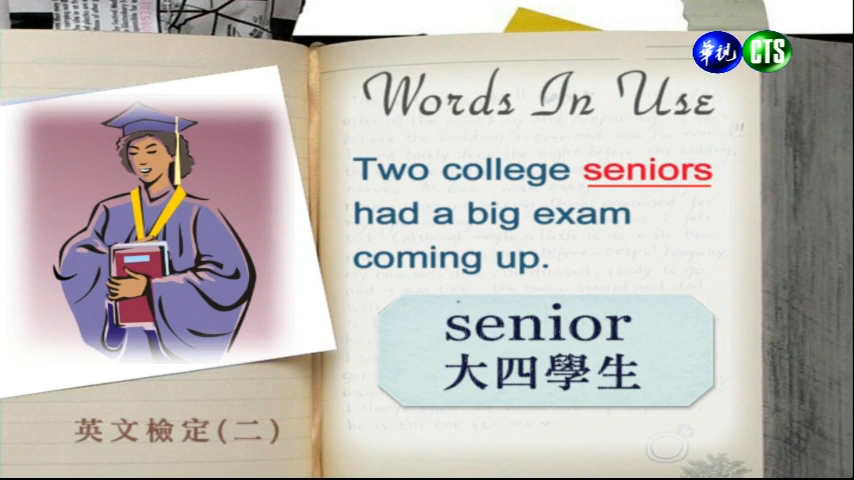 華視 CTS
Words In Use
Two college seniors
had a big exam
coming up.
senior
大四學生
英文檢定(二)